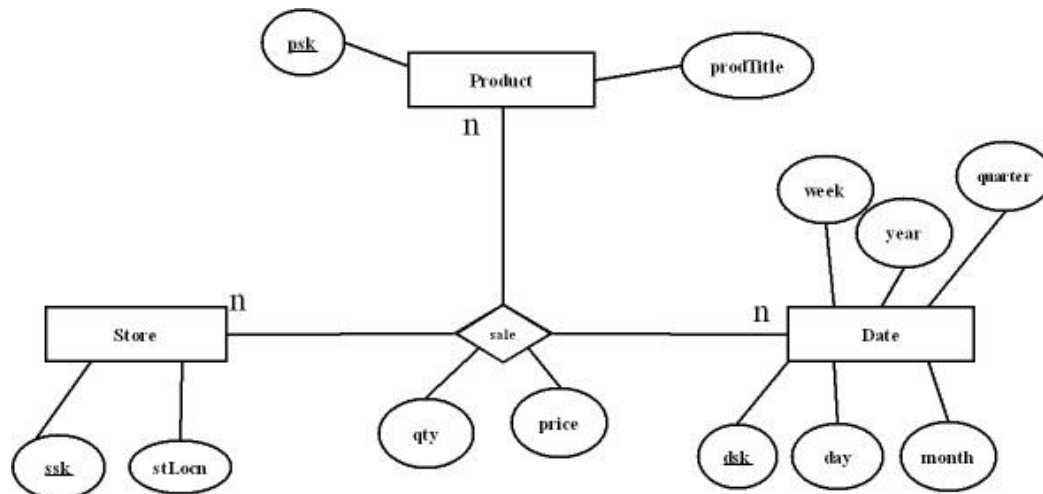 psk
Product
prodTitle
n
week
quarter
year
n
n
Store
sale
Date
qty
price
ssk
stLocn
dsk
day
month